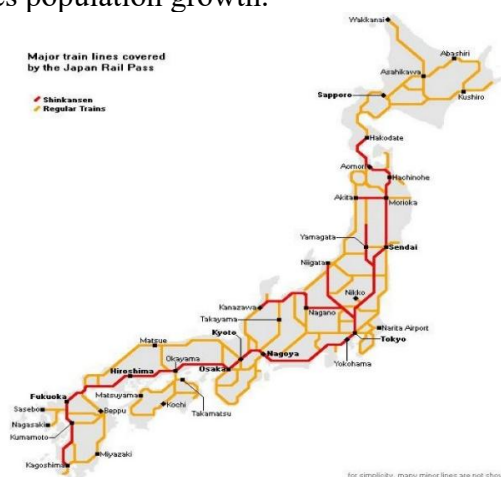 es population growth.
Major train lines covered
by the Japan Rail Pass
Shinkansen
Regular Trains
Wakkanai
Abashiri
Asahikawa
Sapporo
Kushiro
Hakodate
Aomori
Hachinohe
Akita
Morioka
Yamagata
Sendai
Niigata
Nikko
Kanazawa
Takayama
Nagano
Narita Airport
Kyoto
Tokyo
Matsue
Nagoya
Yokohama
Okayama
Hiroshima
Osaka
Fukuoka
Matsuyama
Sasebo
Beppu
Kochi
Takamatsu
Nagasaki
Kumamoto
Miyazaki
Kagoshima
for simplicity, many minor lines are not sho